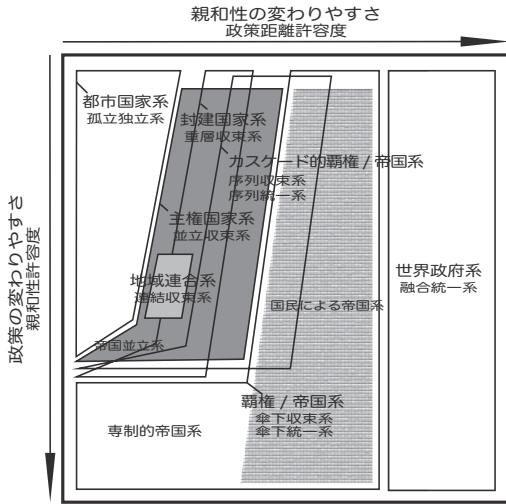 親和性の変わりやすさ
政策距離許容度
政策の変わりやすさ
親和性許容度
都市国家系
孤立独立系
封建国家系
重層収束系
カスケード的覇権/帝国系
序列収束系
序列統一系
主権国家系
並立収束系
地域連合系
連結収束系
帝国並立系
国民による帝国系
世界政府系
融合統一系
覇権/帝国系
傘下収束系
傘下統一系
専制的帝国系